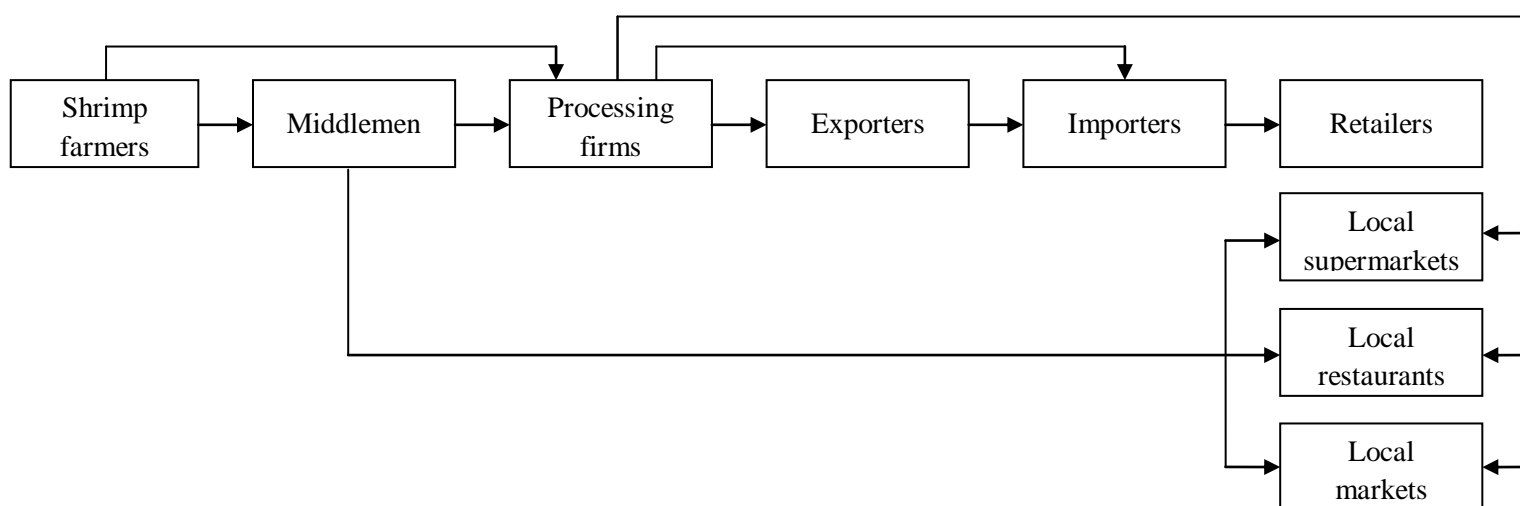 Shrimp
farmers
Middlemen
Processing
firms
Exporters
Importers
Retailers
Local
supermarkets
Local
restaurants
Local
markets